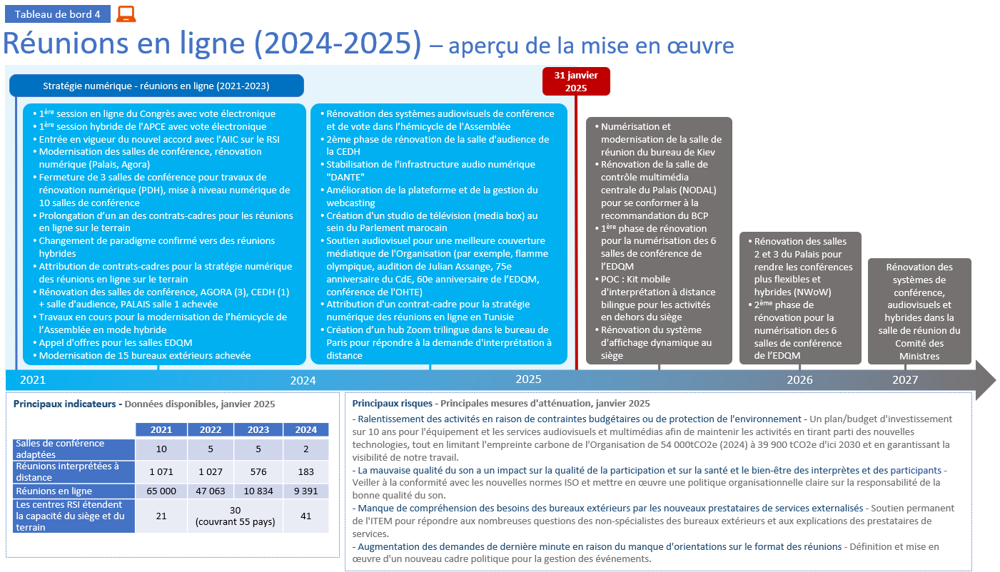 Tableau de bord 4
Réunions en ligne (2024-2025) – aperçu de la mise en œuvre
Stratégie numérique - réunions en ligne (2021-2023)
31 janvier
2025
• 1ère session en ligne du Congrès avec vote électronique
• 1ère session hybride de l'APCE avec vote électronique
• Entrée en vigueur du nouvel accord avec l'AIIC sur le RSI
• Modernisation des salles de conférence, rénovation
numérique (Palais, Agora)
• Fermeture de 3 salles de conférence pour travaux de
rénovation numérique (PDH), mise à niveau numérique de
10 salles de conférence
• Prolongation d’un an des contrats-cadres pour les réunions
en ligne sur le terrain
• Changement de paradigme confirmé vers des réunions
hybrides
• Attribution de contrats-cadres pour la stratégie numérique
des réunions en ligne sur le terrain
• Rénovation des salles de conférence, AGORA (3), CEDH (1)
+ salle d'audience, PALAIS salle 1 achevée
• Travaux en cours pour la modernisation de l’hémicycle de
l’Assemblée en mode hybride
• Appel d'offres pour les salles EDQM
• Modernisation de 15 bureaux extérieurs achevée
• Rénovation des systèmes audiovisuels de conférence
et de vote dans l’hémicycle de l'Assemblée
• 2ème phase de rénovation de la salle d'audience de
la CEDH
• Stabilisation de l'infrastructure audio numérique
"DANTE"
• Amélioration de la plateforme et de la gestion du
webcasting
• Création d'un studio de télévision (media box) au
sein du Parlement marocain
• Soutien audiovisuel pour une meilleure couverture
médiatique de l'Organisation (par exemple, flamme
olympique, audition de Julian Assange, 75e
anniversaire du CdE, 60e anniversaire de l’EDQM,
conférence de l'OHTE)
• Attribution d'un contrat-cadre pour la stratégie
numérique des réunions en ligne en Tunisie
• Création d’un hub Zoom trilingue dans le bureau de
Paris pour répondre à la demande d'interprétation à
distance
• Numérisation et
modernisation de la salle de
réunion du bureau de Kiev
• Rénovation de la salle de
contrôle multimédia
centrale du Palais (NODAL)
pour se conformer à la
recommandation du BCP
• 1ère phase de rénovation
pour la numérisation des 6
salles de conférence de
l’EDQM
• POC : Kit mobile
d'interprétation à distance
bilingue pour les activités
en dehors du siège
• Rénovation du système
d'affichage dynamique au
siège
• Rénovation des salles
2 et 3 du Palais pour
rendre les conférences
plus flexibles et
hybrides (NWoW)
• 2ème phase de
rénovation pour la
numérisation des 6
salles de conférence
de l’EDQM
Rénovation des
systèmes de
conférence,
audiovisuels et
hybrides dans la
salle de réunion du
Comité des
Ministres
2021 2024 2025 2026 2027
Principaux indicateurs - Données disponibles, janvier 2025
2021 2022 2023 2024
Salles de conférence
adaptées
10 5 5 2
Réunions interprétées à
distance
1 071 1 027 576 183
Réunions en ligne 65 000 47 063 10 834 9 391
Les centres RSI étendent
la capacité du siège et du
terrain
21 30 41
(couvrant 55 pays)
Principaux risques - Principales mesures d'atténuation, janvier 2025
- Ralentissement des activités en raison de contraintes budgétaires ou de protection de l'environnement - Un plan/budget d'investissement
sur 10 ans pour l'équipement et les services audiovisuels et multimédias afin de maintenir les activités en tirant parti des nouvelles
technologies, tout en limitant l'empreinte carbone de l'Organisation de 54 000tCO2e (2024) à 39 900 tCO2e d'ici 2030 et en garantissant la
visibilité de notre travail.
- La mauvaise qualité du son a un impact sur la qualité de la participation et sur la santé et le bien-être des interprètes et des participants -
Veiller à la conformité avec les nouvelles normes ISO et mettre en œuvre une politique organisationnelle claire sur la responsabilité de la
bonne qualité du son.
- Manque de compréhension des besoins des bureaux extérieurs par les nouveaux prestataires de services externalisés - Soutien permanent
de l'ITEM pour répondre aux nombreuses questions des non-spécialistes des bureaux extérieurs et aux explications des prestataires de
services.
- Augmentation des demandes de dernière minute en raison du manque d'orientations sur le format des réunions - Définition et mise en
œuvre d'un nouveau cadre politique pour la gestion des événements.